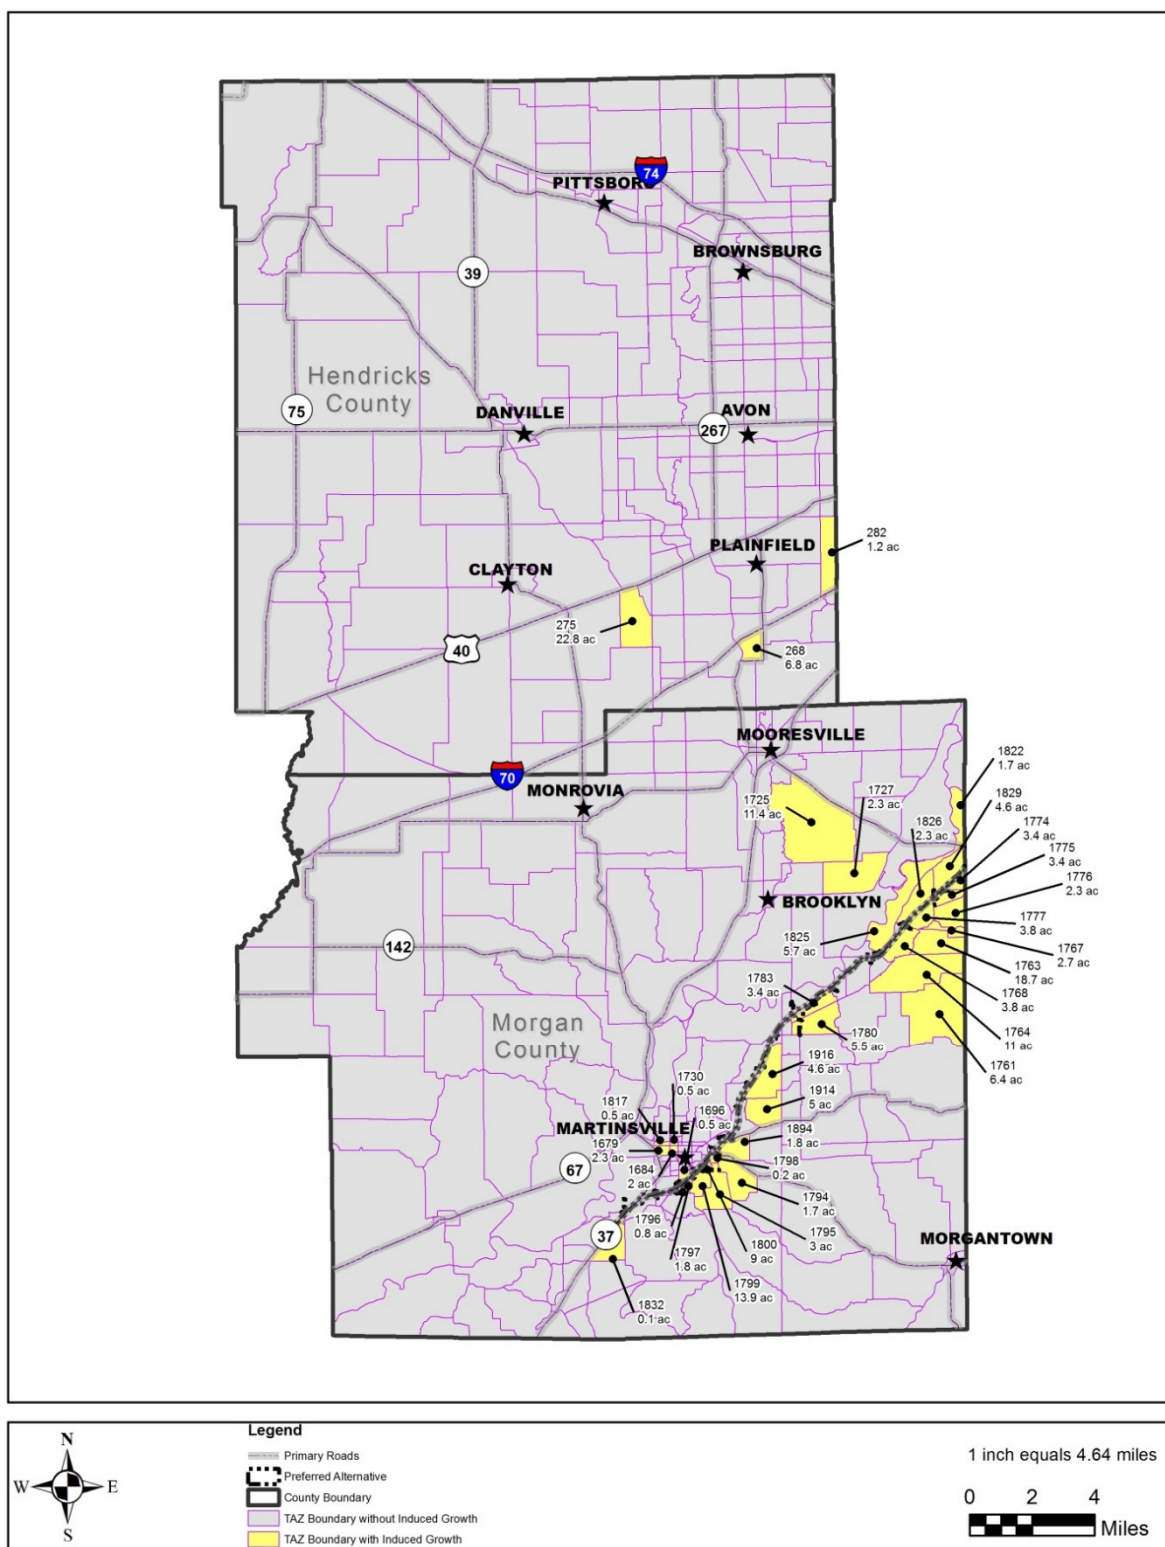 74
PITTSBORO
BROWNSBURG
39
Hendricks
County
75
DANVILLE
AVON
267
PLAINFIELD
282
1.2 ac
CLAYTON
275
22.8 ac
40
268
6.8 ac
MOORESVILLE
70
MONROVIA
1822
1.7 ac
1725
11.4 ac
1727
2.3 ac
1829
4.6 ac
1826
2.3 ac
1774
3.4 ac
1775
3.4 ac
1776
2.3 ac
BROOKLYN
1777
3.8 ac
1825
5.7 ac
142
1767
2.7 ac
1763
18.7 ac
1768
3.8 ac
1783
3.4 ac
1764
11 ac
Morgan
County
1780
5.5 ac
1761
6.4 ac
1916
4.6 ac
1730
0.5 ac
1914
5 ac
1817
0.5 ac
1696
0.5 ac
MARTINSVILLE
1894
1.8 ac
1679
2.3 ac
1798
0.2 ac
67
1684
2 ac
1794
1.7 ac
1796
0.8 ac
1795
3 ac
37
1800
9 ac
MORGANTOWN
1797
1.8 ac
1799
13.9 ac
1832
0.1 ac
Legend
N
W E
S
Primary Roads
Preferred Alternative
County Boundary
TAZ Boundary without Induced Growth
TAZ Boundary with Induced Growth
1 inch equals 4.64 miles
0 2 4
Miles